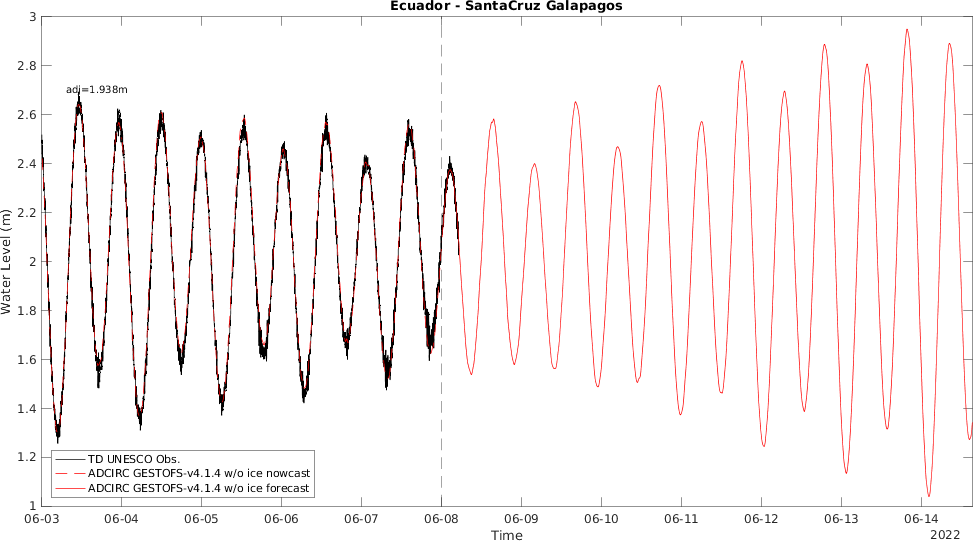 Ecuador - SantaCruz Galapagos
3
2.8
adj=1.938m
2.6
2.4
2.2
Water Level (m)
2
1.8
1.6
1.4
1.2
1
TD UNESCO Obs.
ADCIRC GESTOFS-v4.1.4 w/o ice nowcast
ADCIRC GESTOFS-v4.1.4 w/o ice forecast
06-03 06-04 06-05 06-06 06-07 06-08 06-09 06-10 06-11 06-12 06-13 06-14
2022
Time